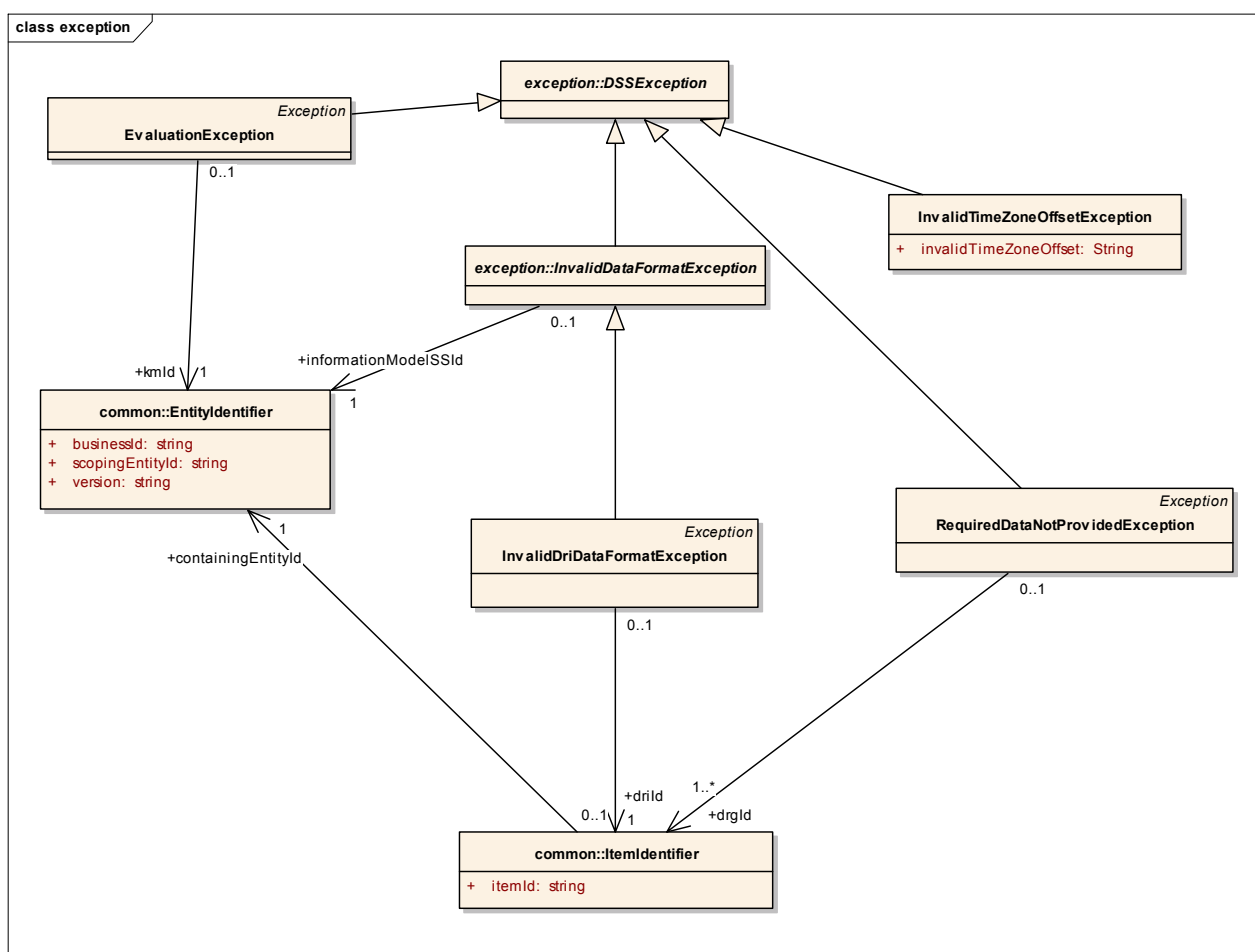 class exception
exception::DSSException
Exception
EvaluationException
0..1
InvalidTimeZoneOffsetException
+ invalidTimeZoneOffset: String
exception::InvalidDataFormatException
0..1
+informationModelSSId
1
+kmId
1
common::EntityIdentifier
+ businessId: string
+ scopingEntityId: string
+ version: string
1
+containingEntityId
Exception
InvalidDriDataFormatException
0..1
Exception
RequiredDataNotProvidedException
0..1
1..*
+driId
+drgId
0..1
1
common::ItemIdentifier
+ itemId: string